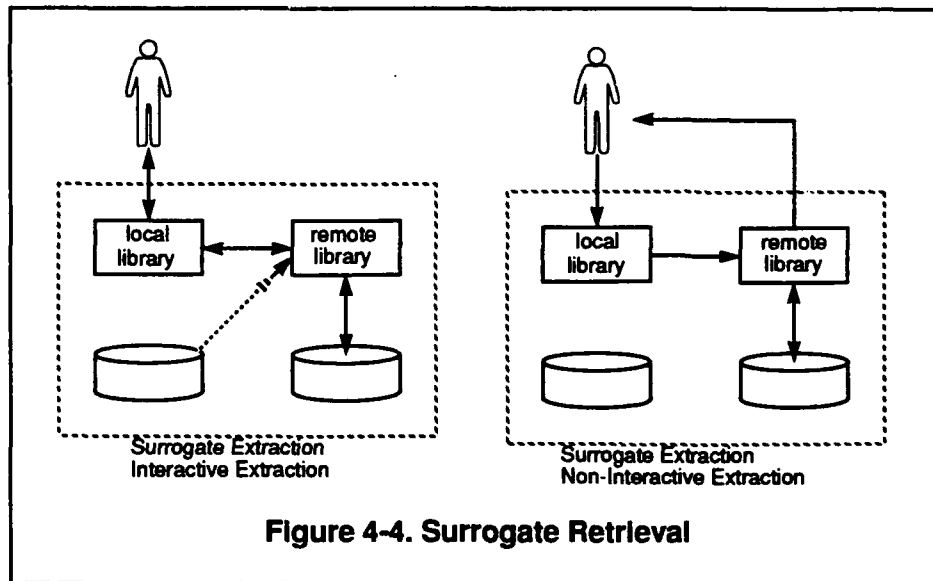 local
library
remote
library
Surrogate Extraction
Interactive Extraction
local
library
remote
library
Surrogate Extraction
Non-Interactive Extraction
Figure 4-4. Surrogate Retrieval